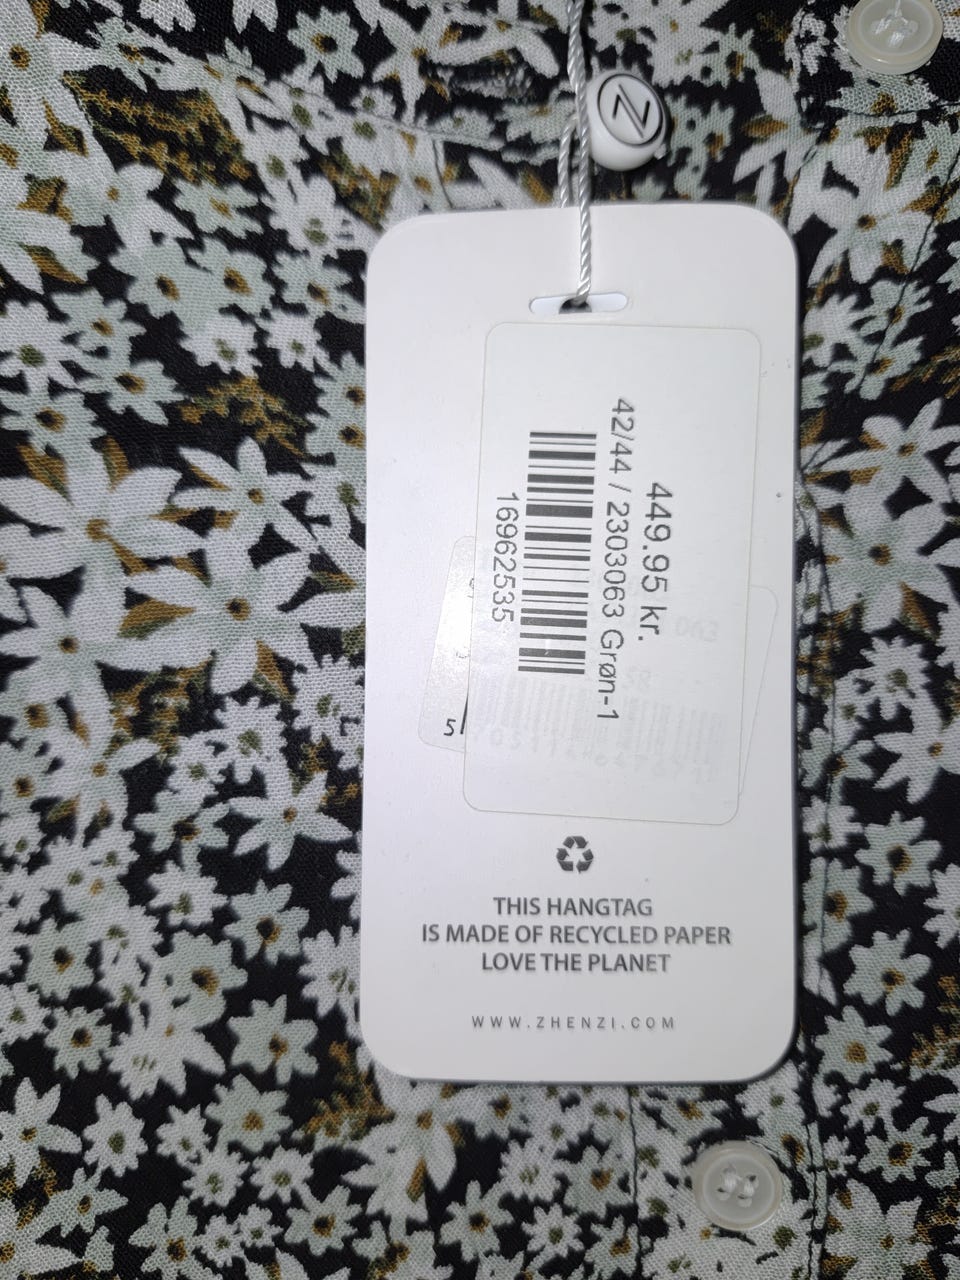 449.95 kr.
42/44 / 2303063 Grøn-1
16962535
THIS HANGTAG
IS MADE OF RECYCLED PAPER
LOVE THE PLANET
WWW.ZHENZI.COM